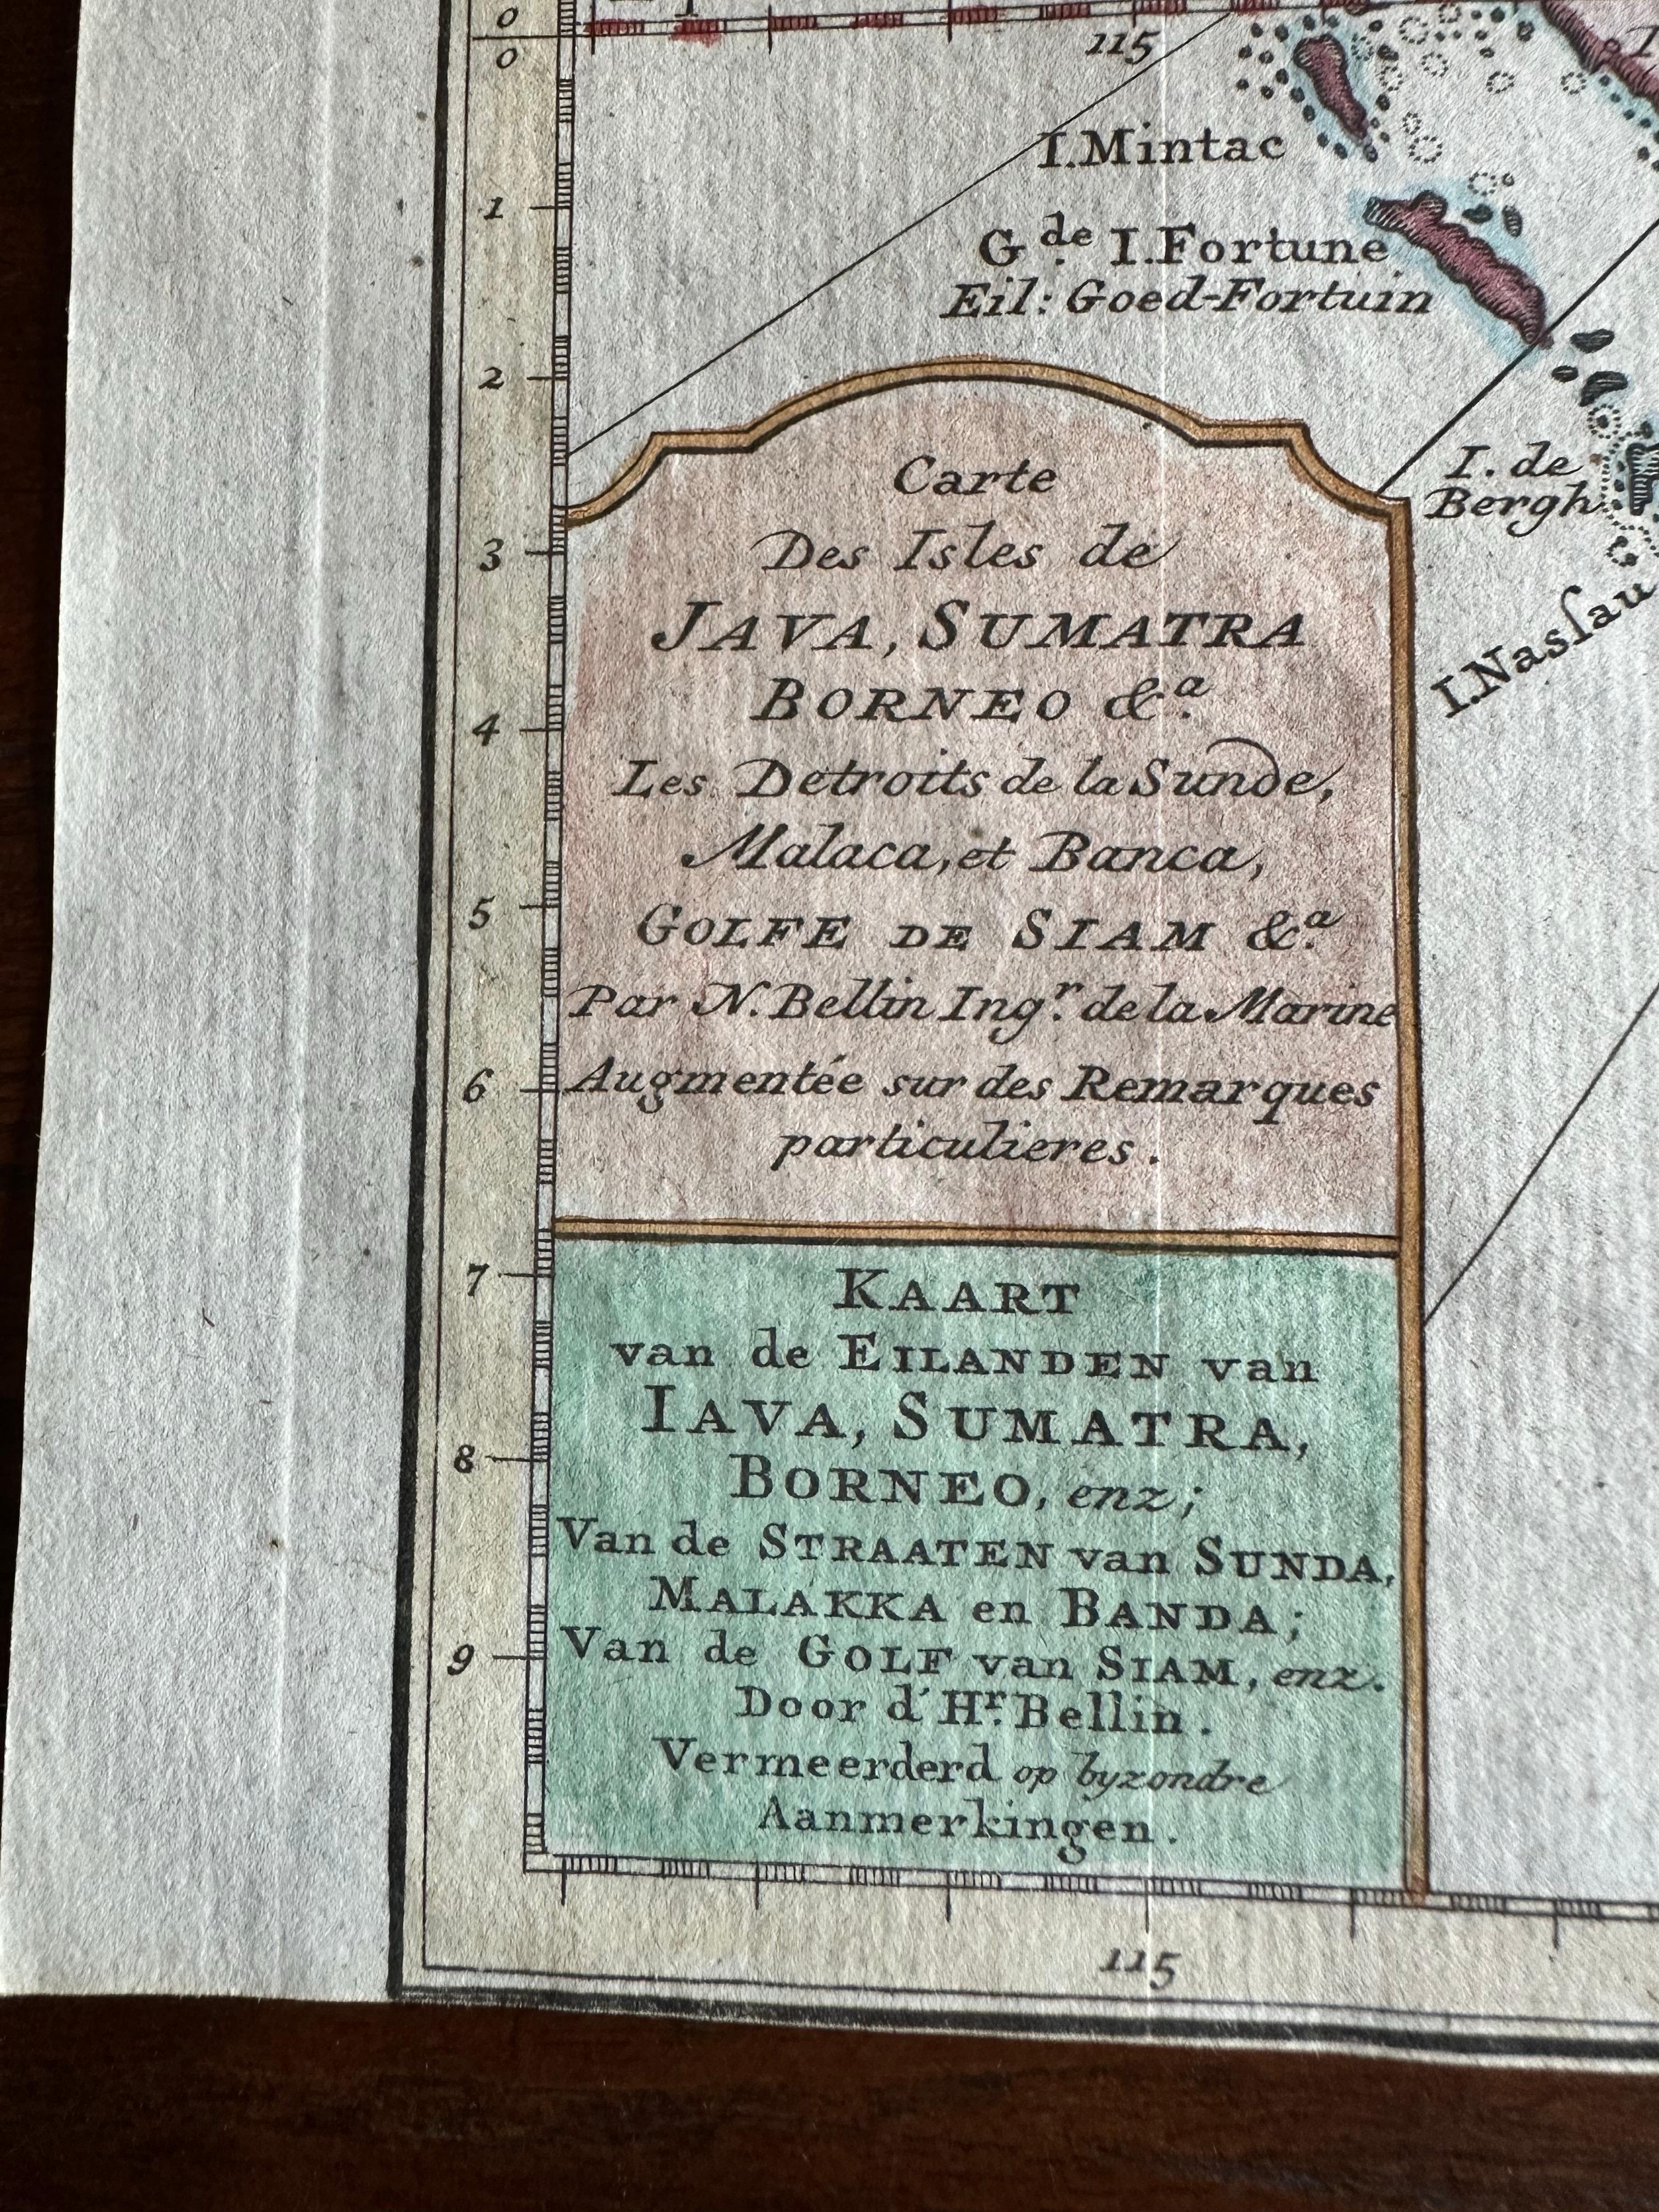 0
0
115
I. Mintac
1
G.de I. Fortune.
Eil: Goed-Fortuin
2
I. de
Bergh
I. Nasſau
3
4
5
6
7
8
9
Carte
Des Isles de
JAVA, SUMATRA
BORNEO &.a
Les Detroits de la Sunde,
Malaca, et Banca,
GOLFE DE SIAM &.a
Par N. Bellin Ing.r de la Marine
Augmentée sur des Remarques
particulieres.
KAART
van de EILANDEN van
IAVA, SUMATRA,
BORNEO, enz;
Van de STRAATEN van SUNDA,
MALAKKA en BANDA;
Van de GOLF van SIAM, enz.
Door d' H.r Bellin.
Vermeerderd op byzondre
Aanmerkingen.
115